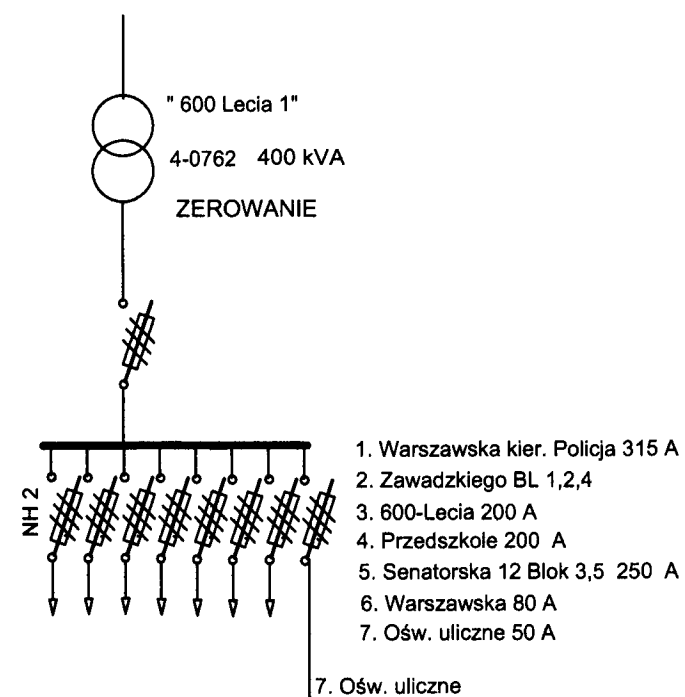 " 600 Lecia 1"
4-0762 400 kVA
ZEROWANIE
NH 2
1. Warszawska kier. Policja 315 A
2. Zawadzkiego BL 1,2,4
3. 600-Lecia 200 A
4. Przedszkole 200 A
5. Senatorska 12 Blok 3,5 250 A
6. Warszawska 80 A
7. Ośw. uliczne 50 A
7. Ośw. uliczne